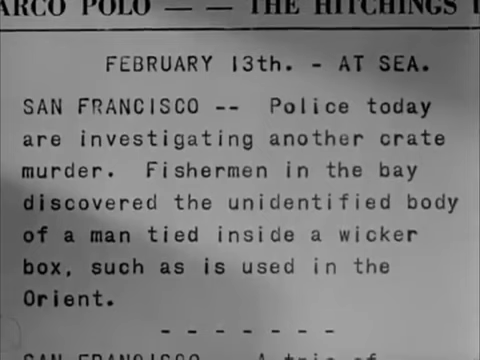 ARCO POLO — — THE HITCHINGS
FEBRUARY 13th. - AT SEA.
SAN FRANCISCO -- Police today
are investigating another crate
murder. Fishermen in the bay
discovered the unidentified body
of a man tied inside a wicker
box, such as is used in the
Orient.
- - - - - - -
SAN FRANCISCO